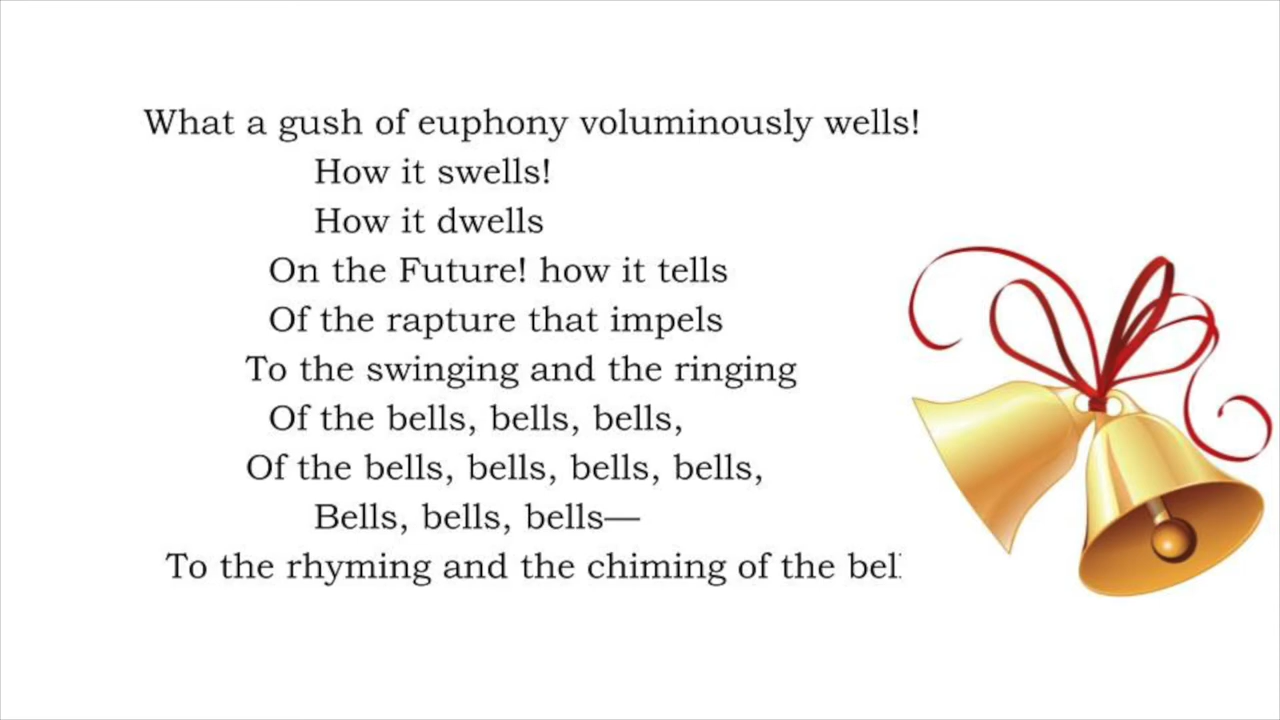 What a gush of euphony voluminously wells!
How it swells!
How it dwells
On the Future! how it tells
Of the rapture that impels
To the swinging and the ringing
Of the bells, bells, bells,
Of the bells, bells, bells, bells,
Bells, bells, bells—
To the rhyming and the chiming of the